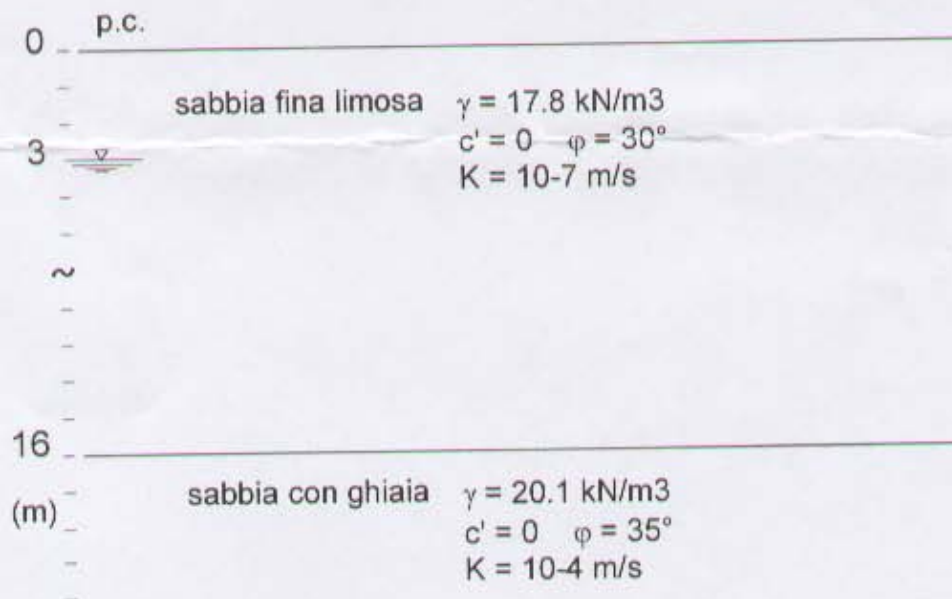 p.c.
0
sabbia fina limosa γ = 17.8 kN/m3
c' = 0 φ = 30°
3
K = 10-7 m/s
~
16
sabbia con ghiaia γ = 20.1 kN/m3
(m)
c' = 0 φ = 35°
K = 10-4 m/s